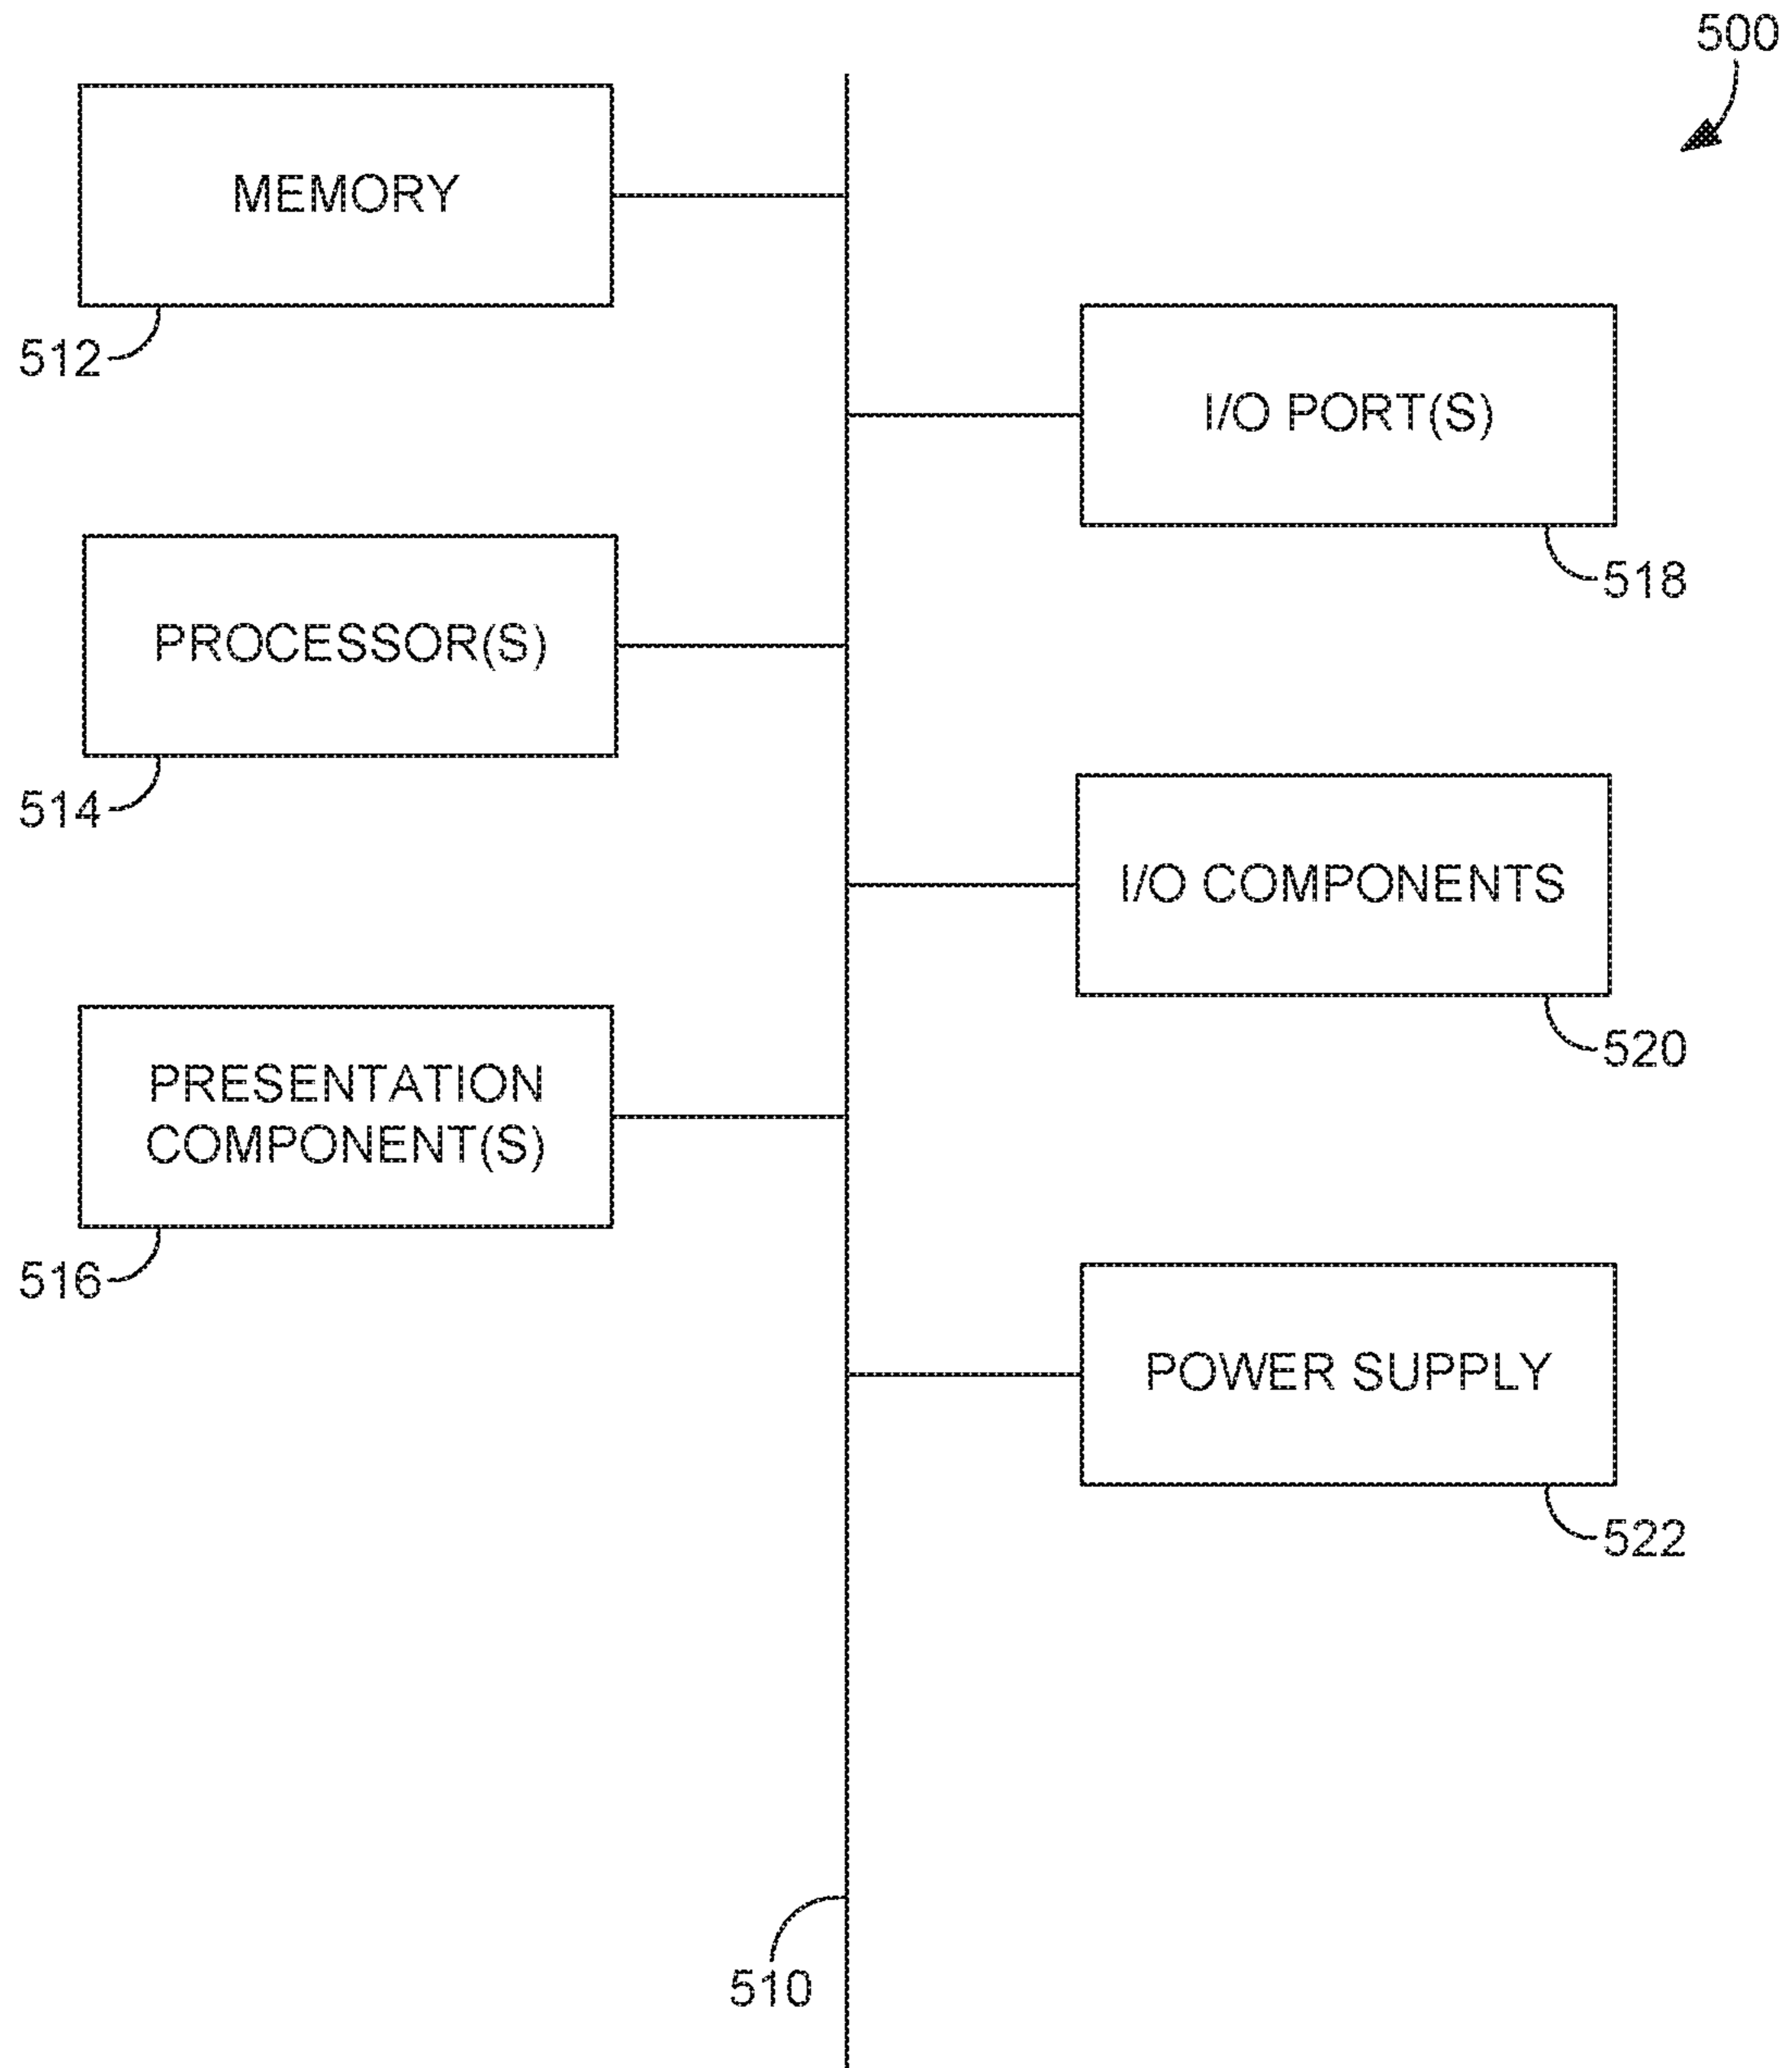 500
MEMORY
512
I/O PORT(S)
518
PROCESSOR(S)
514
I/O COMPONENTS
520
PRESENTATION
COMPONENT(S)
516
POWER SUPPLY
522
510